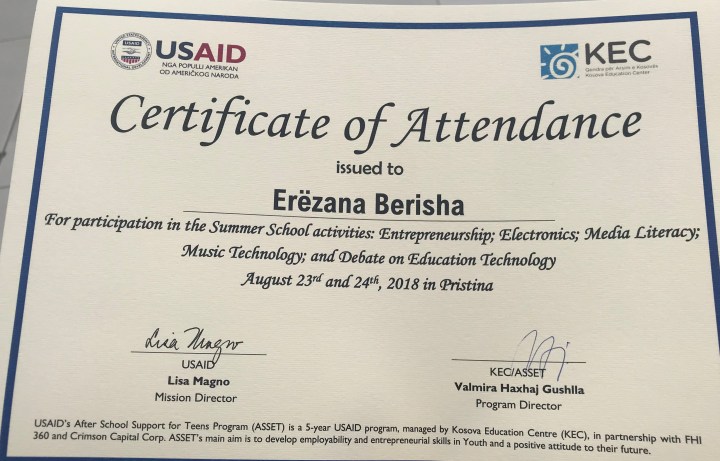 USAID
NGA POPULLI AMERIKAN
OD AMERIČKOG NARODA
KEC
Qendra për Arsim e Kosovës
Kosova Education Center
Certificate of Attendance
issued to
Erëzana Berisha
For participation in the Summer School activities: Entrepreneurship; Electronics; Media Literacy;
Music Technology; and Debate on Education Technology
August 23rd and 24th, 2018 in Pristina
Lisa Magno
USAID
Lisa Magno
Mission Director
KEC/ASSET
Valmira Haxhaj Gushlla
Program Director
USAID's After School Support for Teens Program (ASSET) is a 5-year USAID program, managed by Kosova Education Centre (KEC), in partnership with FHI
360 and Crimson Capital Corp. ASSET's main aim is to develop employability and entrepreneurial skills in Youth and a positive attitude to their future.